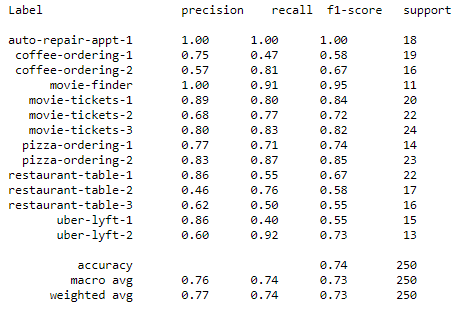 Label precision recall f1-score support
auto-repair-appt-1 1.00 1.00 1.00 18
coffee-ordering-1 0.75 0.47 0.58 19
coffee-ordering-2 0.57 0.81 0.67 16
movie-finder 1.00 0.91 0.95 11
movie-tickets-1 0.89 0.80 0.84 20
movie-tickets-2 0.68 0.77 0.72 22
movie-tickets-3 0.80 0.83 0.82 24
pizza-ordering-1 0.77 0.71 0.74 14
pizza-ordering-2 0.83 0.87 0.85 23
restaurant-table-1 0.86 0.55 0.67 22
restaurant-table-2 0.46 0.76 0.58 17
restaurant-table-3 0.62 0.50 0.55 16
uber-lyft-1 0.86 0.40 0.55 15
uber-lyft-2 0.60 0.92 0.73 13
accuracy 0.74 250
macro avg 0.76 0.74 0.73 250
weighted avg 0.77 0.74 0.73 250